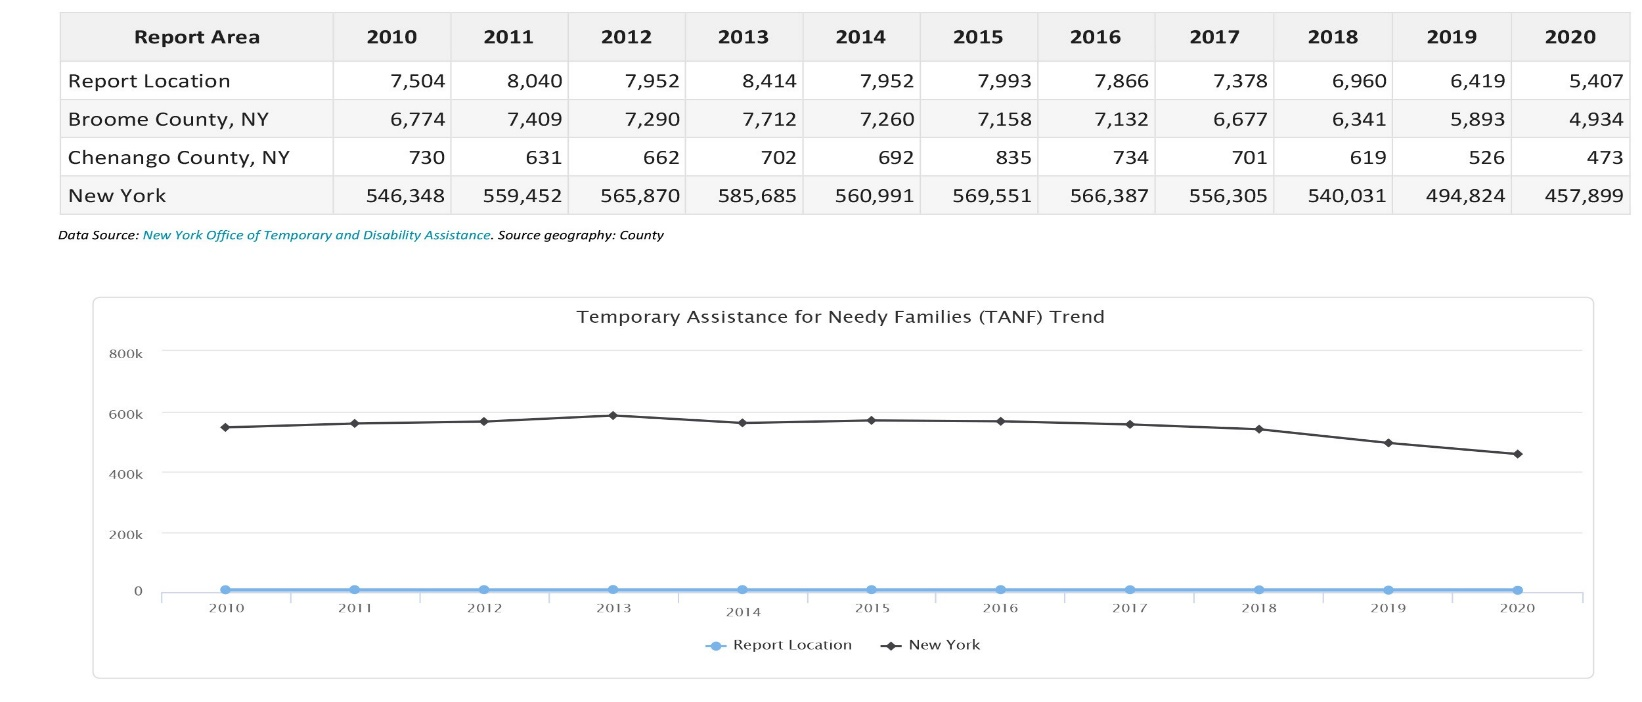 Report Area 2010 2011 2012 2013 2014 2015 2016 2017 2018 2019 2020
Report Location 7,504 8,040 7,952 8,414 7,952 7,993 7,866 7,378 6,960 6,419 5,407
Broome County, NY 6,774 7,409 7,290 7,712 7,260 7,158 7,132 6,677 6,341 5,893 4,934
Chenango County, NY 730 631 662 702 692 835 734 701 619 526 473
New York 546,348 559,452 565,870 585,685 560,991 569,551 566,387 556,305 540,031 494,824 457,899
Data Source: New York Office of Temporary and Disability Assistance. Source geography: County
Temporary Assistance for Needy Families (TANF) Trend
800k
600k
400k
200k
0
2010 2011 2012 2013 2014 2015 2016 2017 2018 2019 2020
Report Location New York